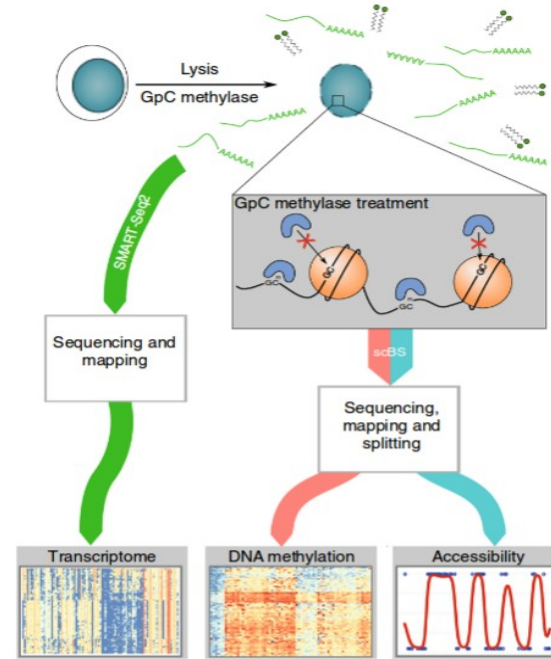 Lysis
GpC methylase
SMART-Seq2
GpC methylase treatment
GC
m
GC
GC
m
GC
scBS
Sequencing and
mapping
Sequencing,
mapping and
splitting
Transcriptome
DNA methylation
Accessibility